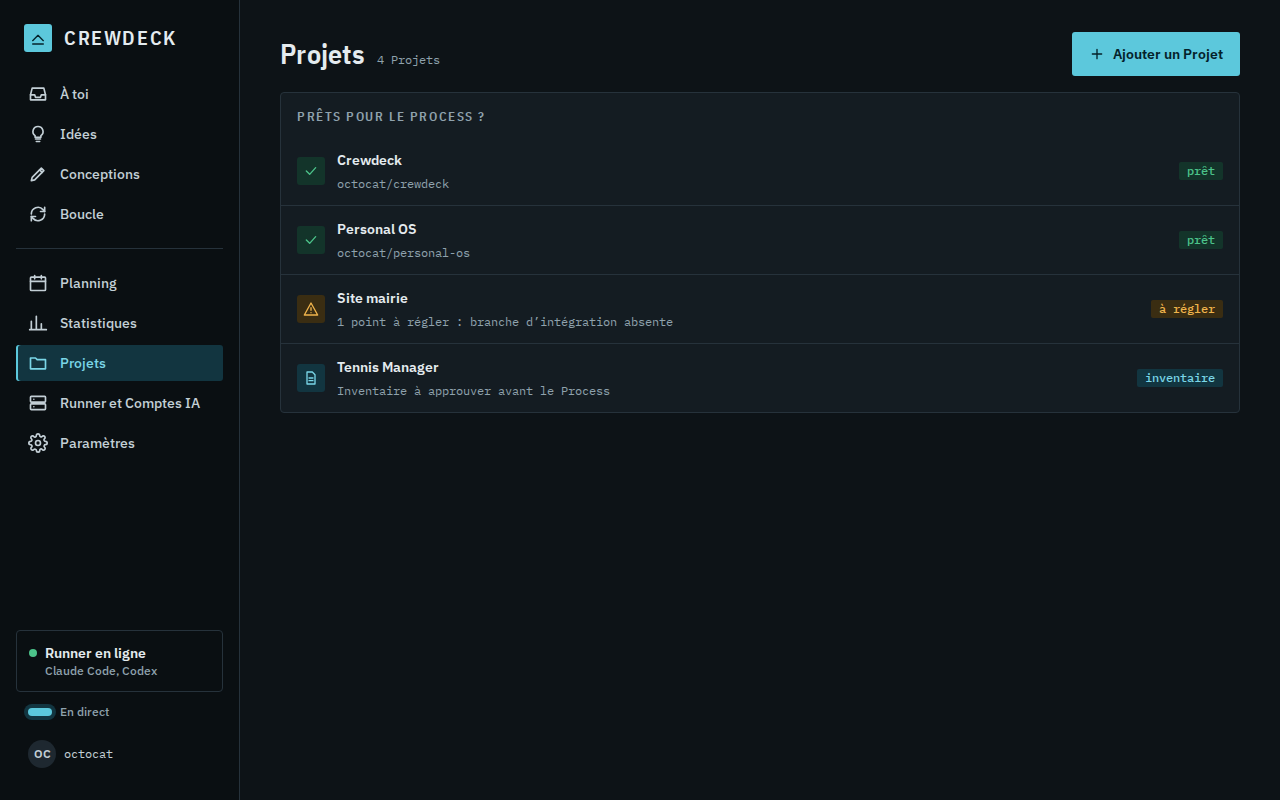 CREWDECK
À toi
Idées
Conceptions
Boucle
Planning
Statistiques
Projets
Runner et Comptes IA
Paramètres
Runner en ligne
Claude Code, Codex
En direct
OC octocat
Projets 4 Projets
Ajouter un Projet
PRÊTS POUR LE PROCESS ?
Crewdeck
octocat/crewdeck
prêt
Personal OS
octocat/personal-os
prêt
Site mairie
1 point à régler : branche d’intégration absente
à régler
Tennis Manager
Inventaire à approuver avant le Process
inventaire